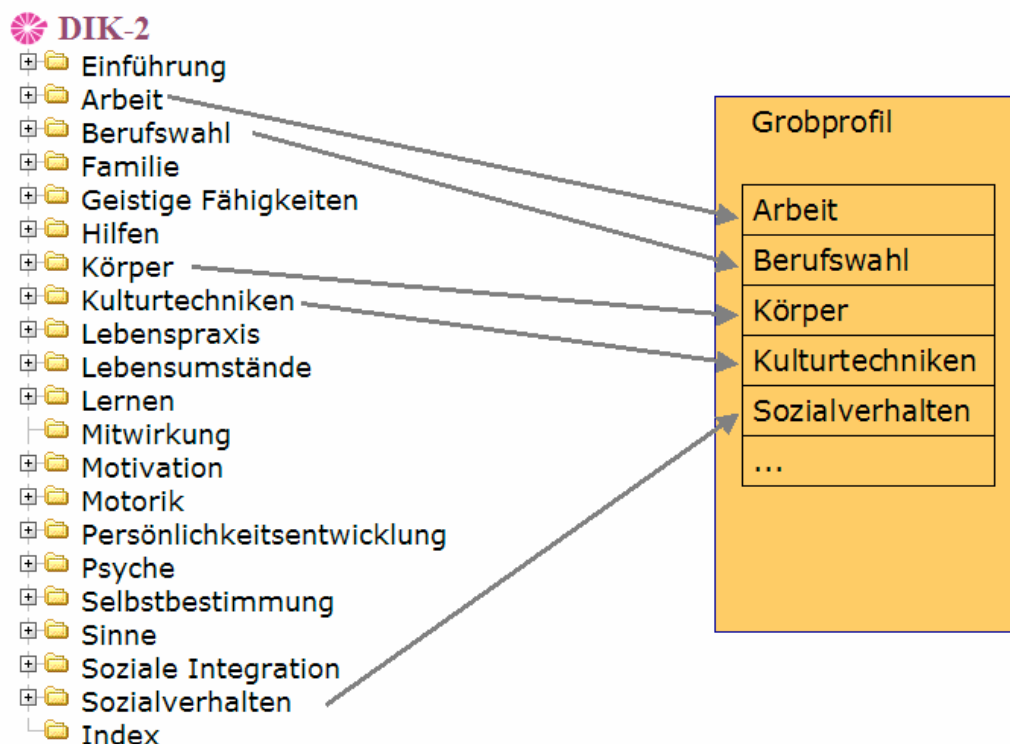 DIK-2
Einführung
Arbeit
Berufswahl
Familie
Geistige Fähigkeiten
Hilfen
Körper
Kulturtechniken
Lebenspraxis
Lebensumstände
Lernen
Mitwirkung
Motivation
Motorik
Persönlichkeitsentwicklung
Psyche
Selbstbestimmung
Sinne
Soziale Integration
Sozialverhalten
Index
Grobprofil
Arbeit
Berufswahl
Körper
Kulturtechniken
Sozialverhalten
...